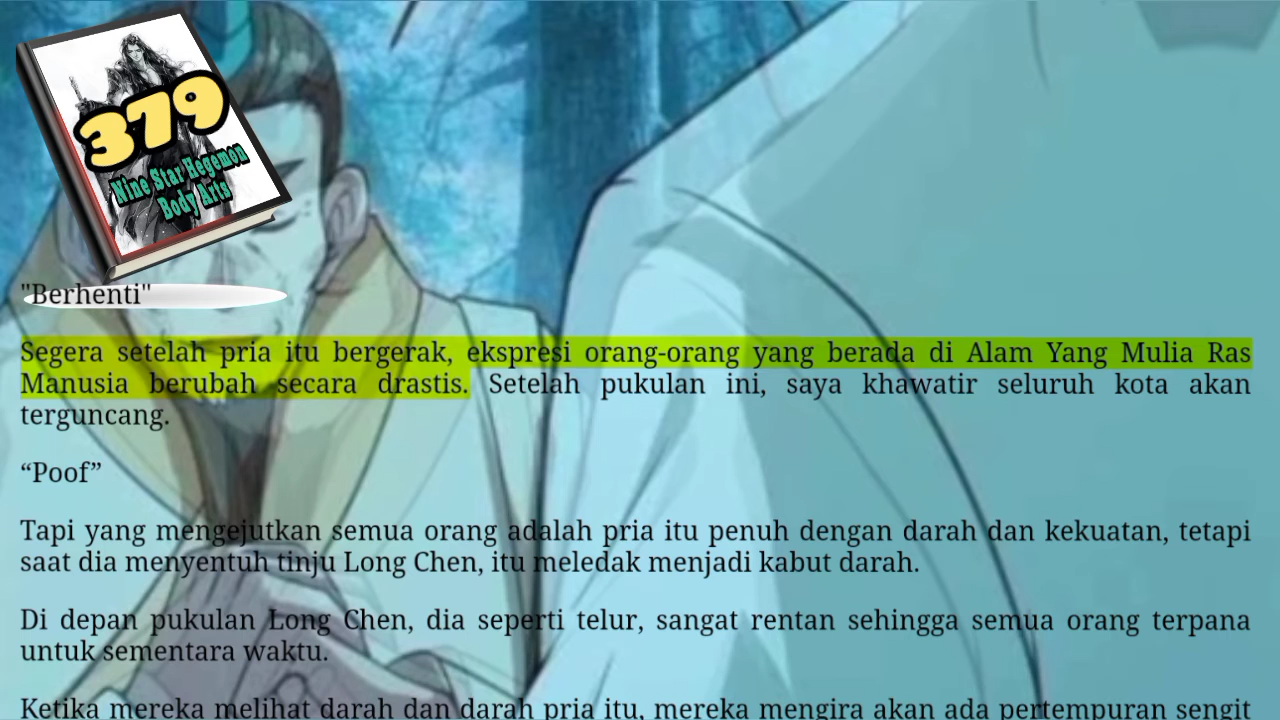 379
Nine Star Hegemon
Body Arts
"Berhenti"
Segera setelah pria itu bergerak, ekspresi orang-orang yang berada di Alam Yang Mulia Ras
Manusia berubah secara drastis. Setelah pukulan ini, saya khawatir seluruh kota akan
terguncang.
“Poof”
Tapi yang mengejutkan semua orang adalah pria itu penuh dengan darah dan kekuatan, tetapi
saat dia menyentuh tinju Long Chen, itu meledak menjadi kabut darah.
Di depan pukulan Long Chen, dia seperti telur, sangat rentan sehingga semua orang terpana
untuk sementara waktu.
Ketika mereka melihat darah dan darah pria itu, mereka mengira akan ada pertempuran sengit